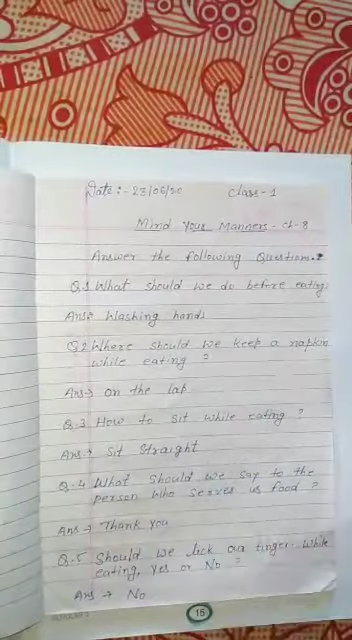 Date:- 23/06/20 Class-1
Mind Your Manners - Ch-8
Answer the following Question.?
Q.1 What should we do before eating
Ans→ Washing hands
Q.2 Where should we keep a napkin
while eating ?
Ans→ on the lap
Q.3 How to sit while eating ?
Ans→ Sit straight
Q.4 What should we say to the
person who serves us food ?
Ans → Thank you
Q.5 Should we lick our finger while
eating, yes or No ?
Ans → No
15